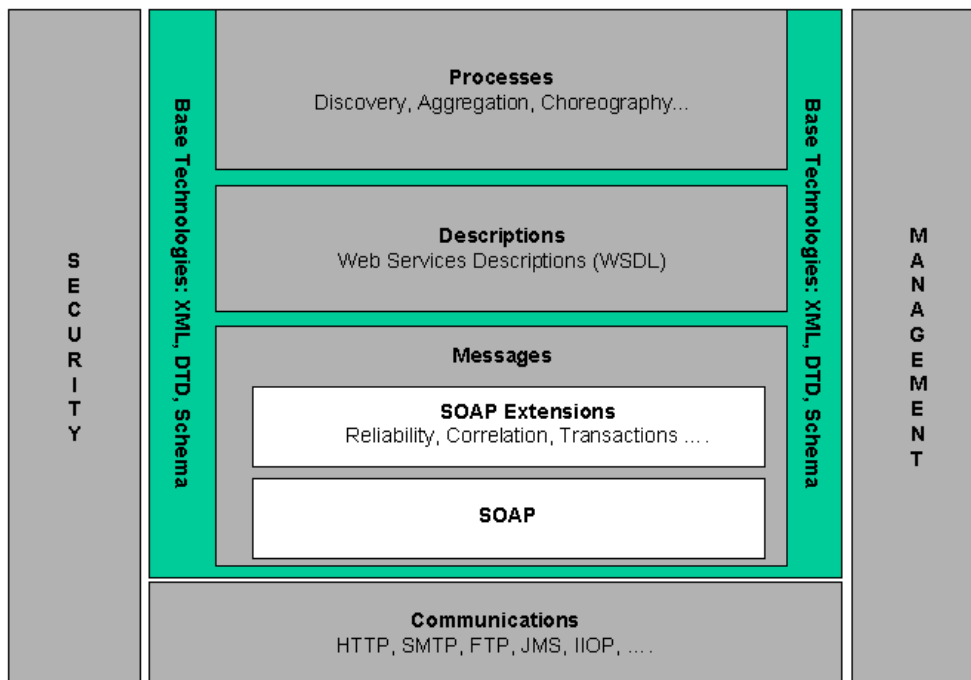 SECURITY
Base Technologies: XML, DTD, Schema
Processes
Discovery, Aggregation, Choreography...
Descriptions
Web Services Descriptions (WSDL)
Messages
SOAP Extensions
Reliability, Correlation, Transactions ....
SOAP
Base Technologies: XML, DTD, Schema
MANAGEMENT
Communications
HTTP, SMTP, FTP, JMS, IIOP, ....